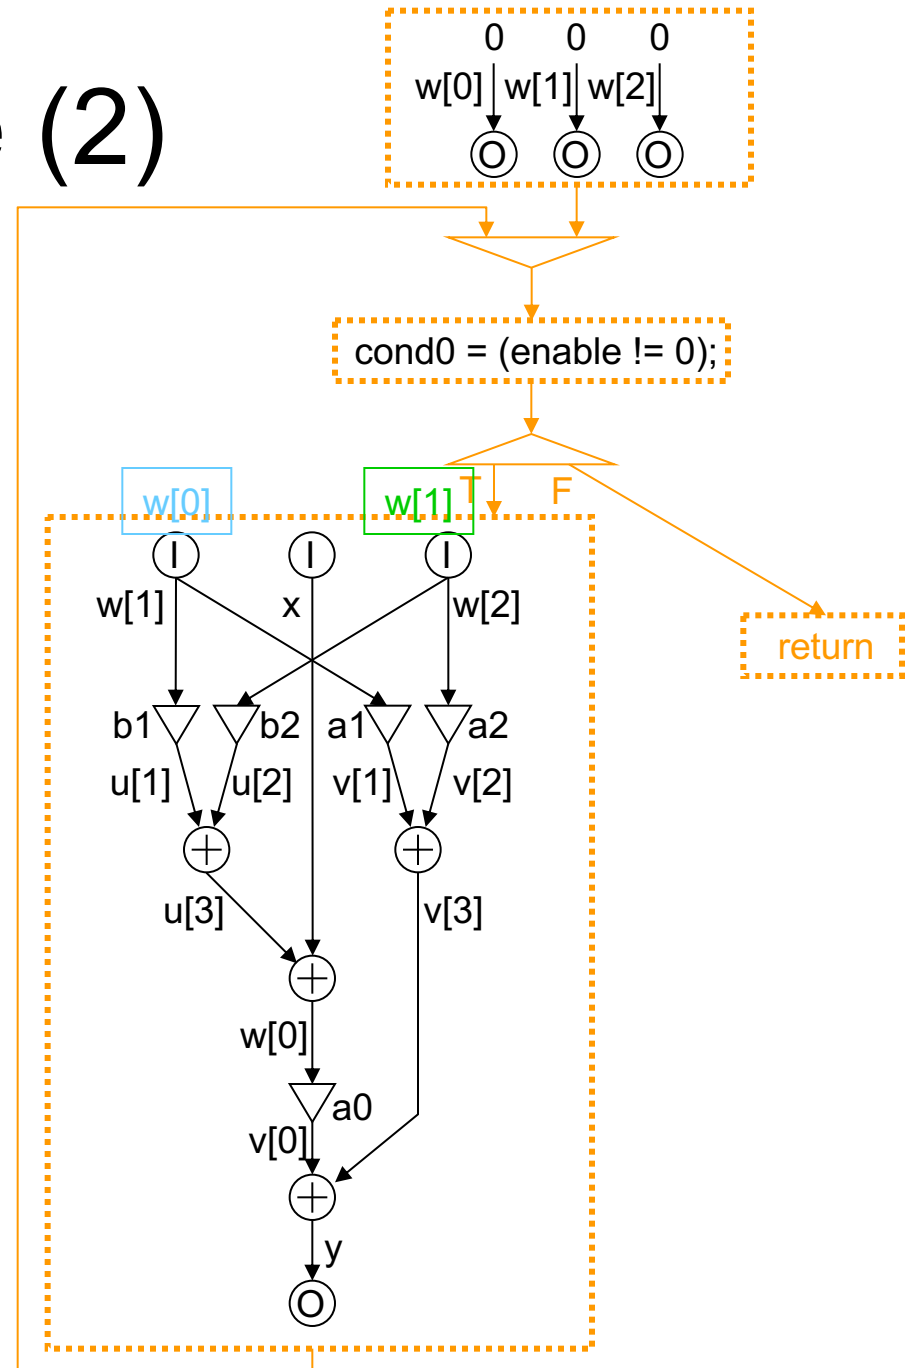 e (2)
0 0 0
w[0] w[1] w[2]
O O O
cond0 = (enable != 0);
T F
w[0] w[1]
I I I
w[1] x w[2]
return
b1 b2 a1 a2
u[1] u[2] v[1] v[2]
u[3] v[3]
w[0]
a0
v[0]
y
O